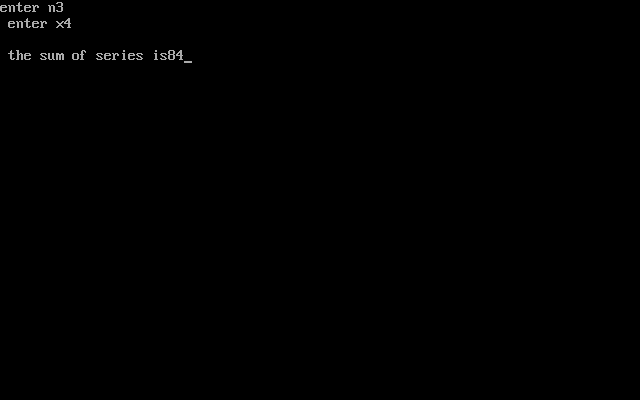 enter n3
enter x4
the sum of series is84_